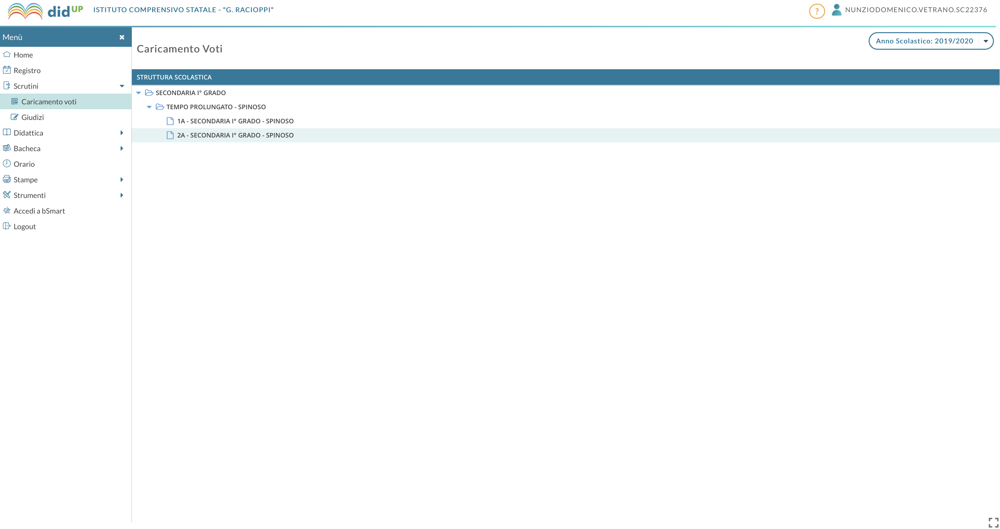 didUP ISTITUTO COMPRENSIVO STATALE - "G. RACIOPPI" ? NUNZIODOMENICO.VETRANO.SC22376
Menù
Home
Registro
Scrutini
Caricamento voti
Giudizi
Didattica
Bacheca
Orario
Stampe
Strumenti
Accedi a bSmart
Logout
Caricamento Voti
Anno Scolastico: 2019/2020
STRUTTURA SCOLASTICA
SECONDARIA I° GRADO
TEMPO PROLUNGATO - SPINOSO
1A - SECONDARIA I° GRADO - SPINOSO
2A - SECONDARIA I° GRADO - SPINOSO